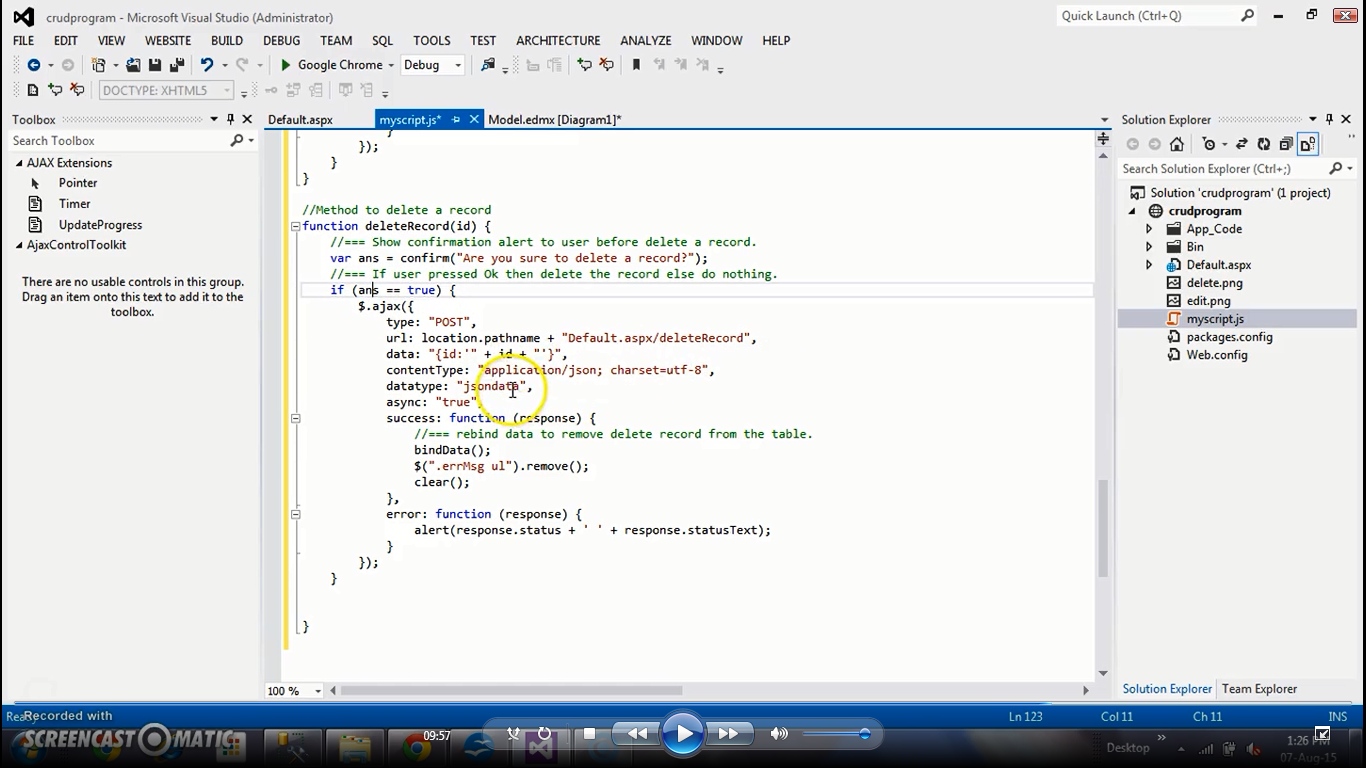 crudprogram - Microsoft Visual Studio (Administrator)
Quick Launch (Ctrl+Q)
FILE EDIT VIEW WEBSITE BUILD DEBUG TEAM SQL TOOLS TEST ARCHITECTURE ANALYZE WINDOW HELP
Google Chrome Debug
DOCTYPE: XHTML5
Toolbox
Search Toolbox
AJAX Extensions
Pointer
Timer
UpdateProgress
AjaxControlToolkit
There are no usable controls in this group.
Drag an item onto this text to add it to the
toolbox.
Default.aspx myscript.js* Model.edmx [Diagram1]*
}
});
}
}
//Method to delete a record
function deleteRecord(id) {
//=== Show confirmation alert to user before delete a record.
var ans = confirm("Are you sure to delete a record?");
//=== If user pressed Ok then delete the record else do nothing.
if (ans == true) {
$.ajax({
type: "POST",
url: location.pathname + "Default.aspx/deleteRecord",
data: "{id:'" + id + "'}",
contentType: "application/json; charset=utf-8",
datatype: "jsondata",
async: "true",
success: function (response) {
//=== rebind data to remove delete record from the table.
bindData();
$(".errMsg ul").remove();
clear();
},
error: function (response) {
alert(response.status + ' ' + response.statusText);
}
});
}
}
100 %
Solution Explorer
Search Solution Explorer (Ctrl+;)
Solution 'crudprogram' (1 project)
crudprogram
App_Code
Bin
Default.aspx
delete.png
edit.png
myscript.js
packages.config
Web.config
Solution Explorer Team Explorer
Ln 123 Col 11 Ch 11 INS
Recorded with
SCREENCAST MATIC
09:57
Desktop
1:26 PM
07-Aug-15